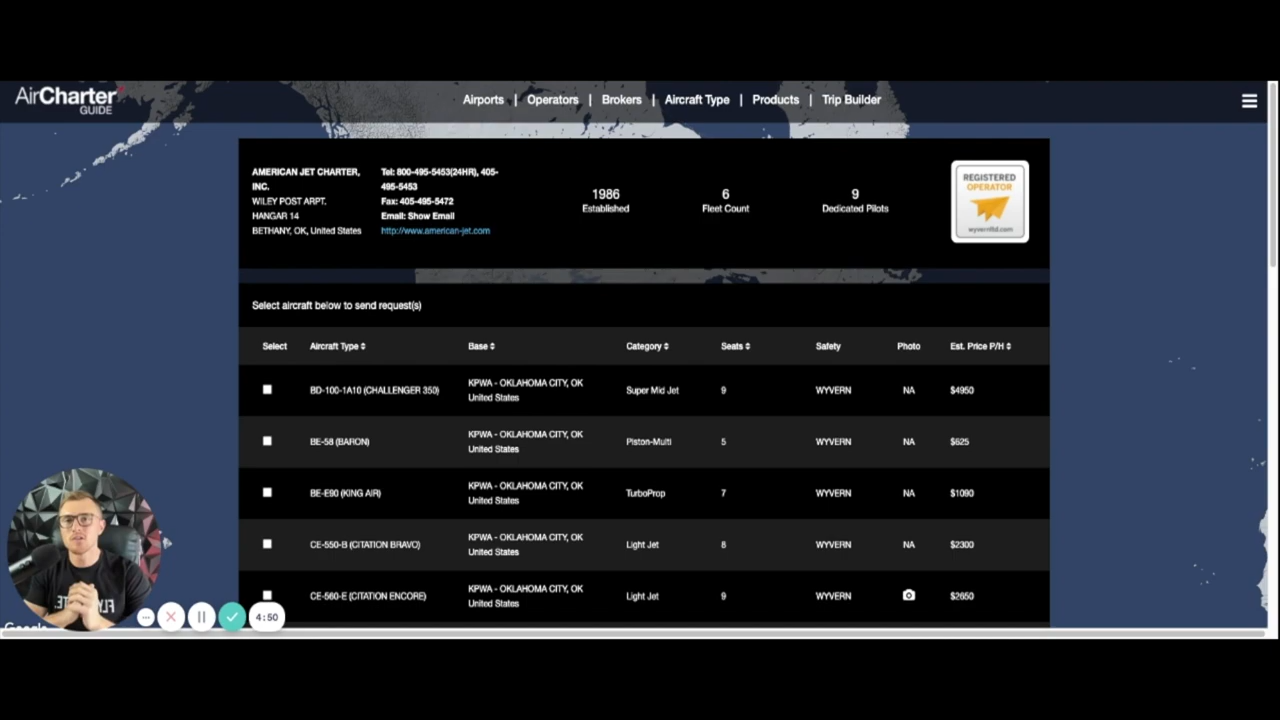 AirCharter
GUIDE
Airports | Operators | Brokers | Aircraft Type | Products | Trip Builder
AMERICAN JET CHARTER,
INC.
WILEY POST ARPT.
HANGAR 14
BETHANY, OK, United States
Tel: 800-495-5453(24HR), 405-
495-5453
Fax: 405-495-5472
Email: Show Email
http://www.american-jet.com
1986
Established
6
Fleet Count
9
Dedicated Pilots
REGISTERED
OPERATOR
wyvernltd.com
Select aircraft below to send request(s)
Select Aircraft Type Base Category Seats Safety Photo Est. Price P/H
BD-100-1A10 (CHALLENGER 350) KPWA - OKLAHOMA CITY, OK Super Mid Jet 9 WYVERN NA $4950
United States
BE-58 (BARON) KPWA - OKLAHOMA CITY, OK Piston-Multi 5 WYVERN NA $625
United States
BE-E90 (KING AIR) KPWA - OKLAHOMA CITY, OK TurboProp 7 WYVERN NA $1090
United States
CE-550-B (CITATION BRAVO) KPWA - OKLAHOMA CITY, OK Light Jet 8 WYVERN NA $2300
United States
CE-560-E (CITATION ENCORE) KPWA - OKLAHOMA CITY, OK Light Jet 9 WYVERN $2650
United States
4:50
Google